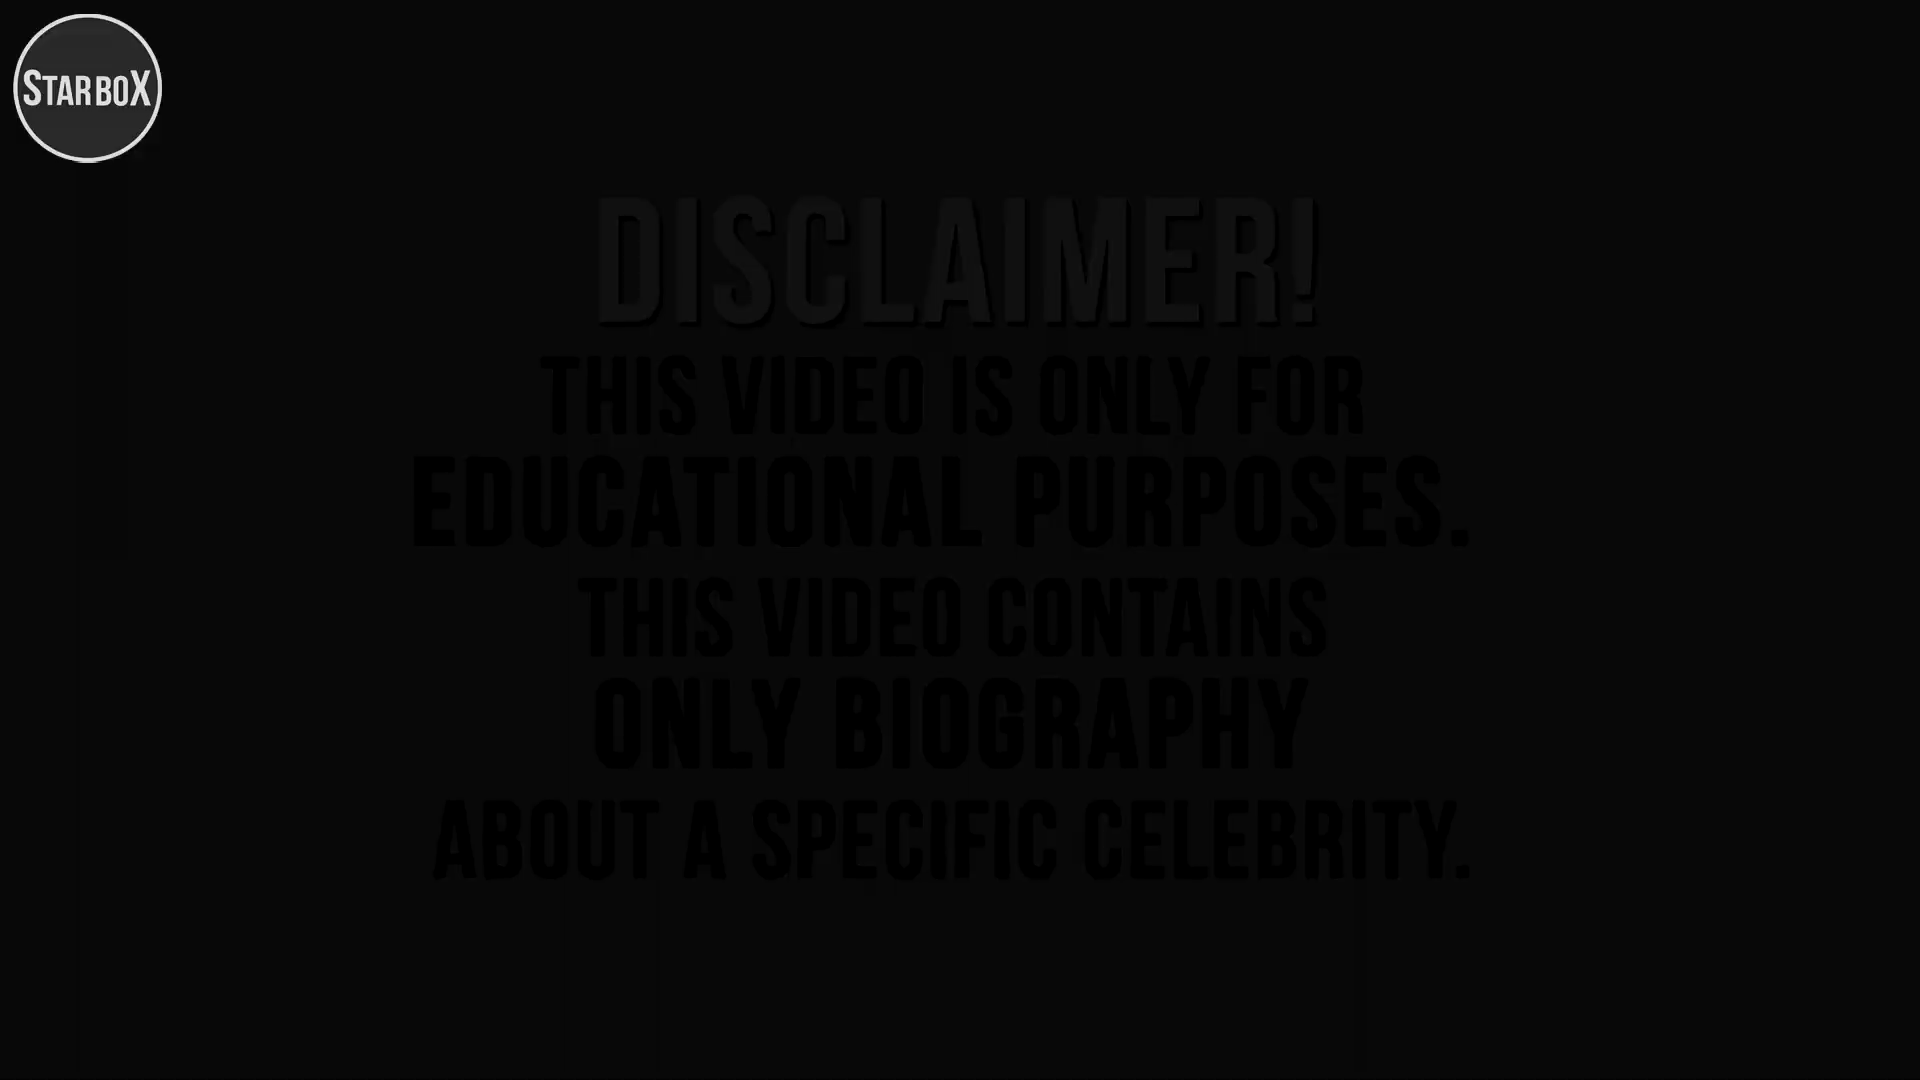 STARBOX
DISCLAIMER!
THIS VIDEO IS ONLY FOR
EDUCATIONAL PURPOSES.
THIS VIDEO CONTAINS
ONLY BIOGRAPHY
ABOUT A SPECIFIC CELEBRITY.